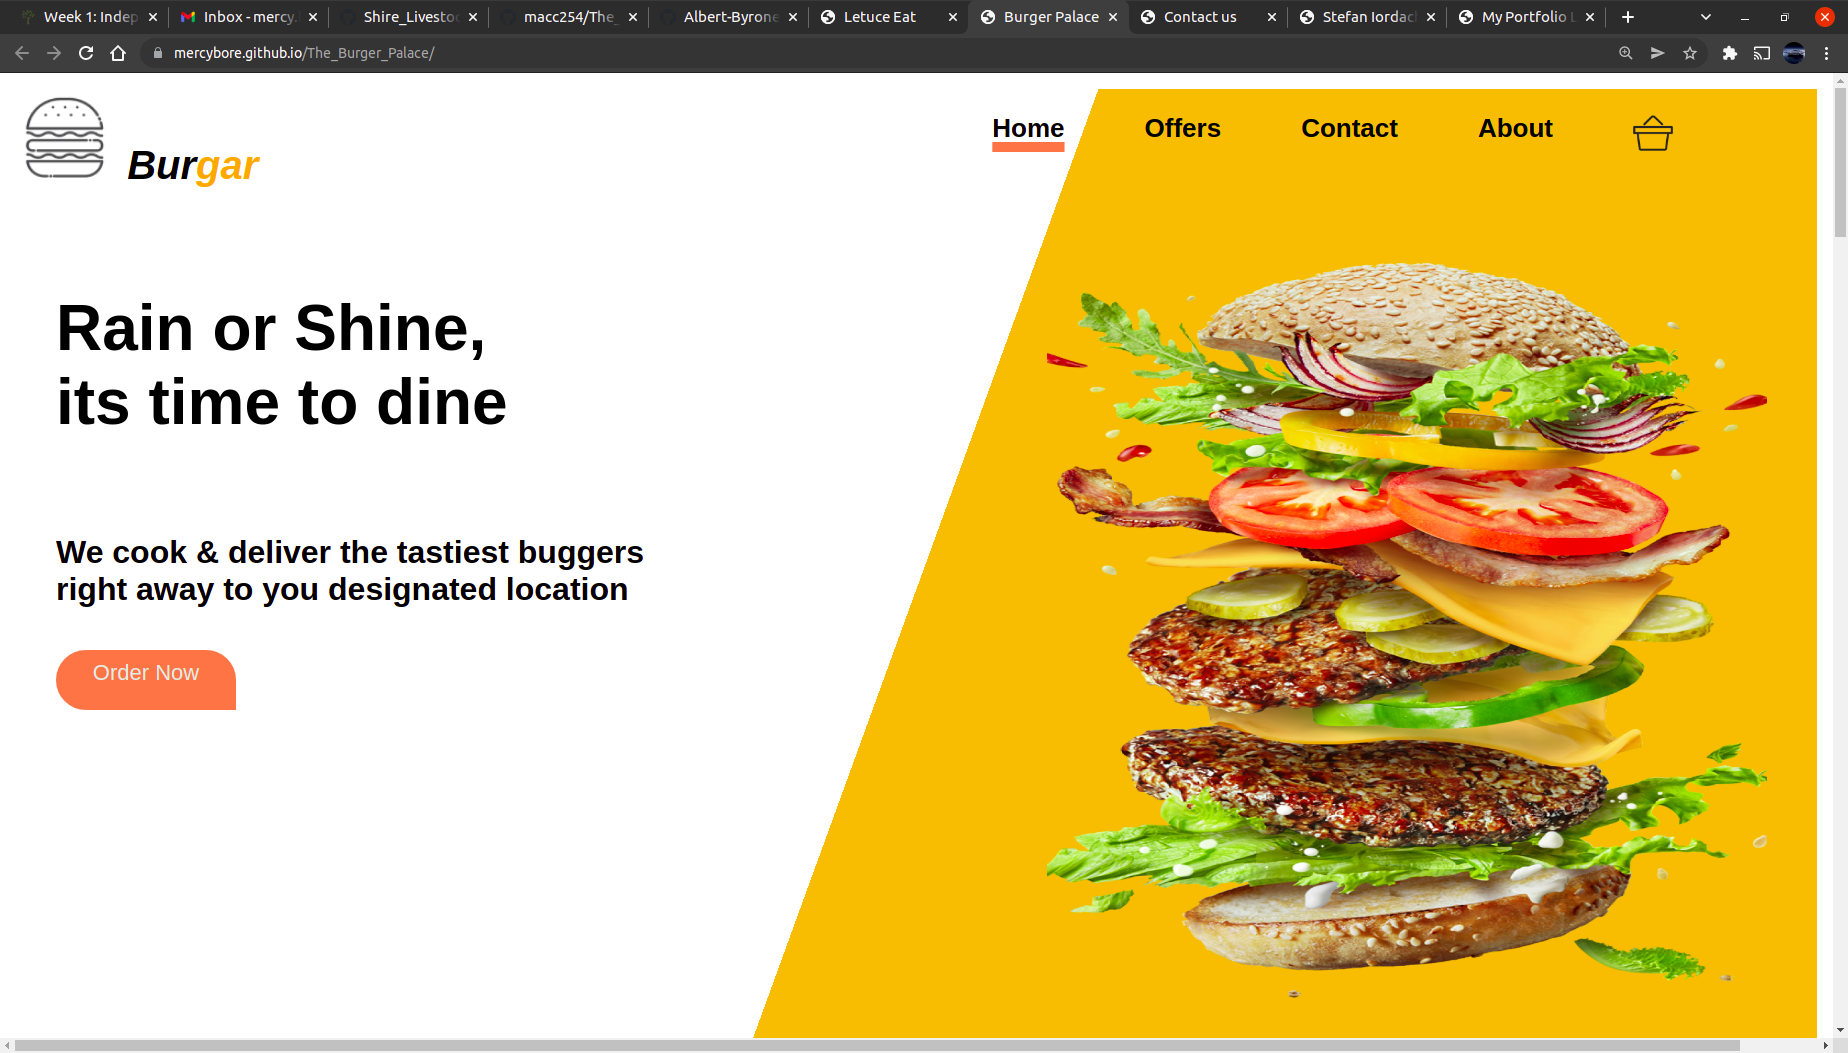 Week 1: Indep
Inbox - mercy.
Shire_Livestoc
macc254/The_
Albert-Byrone
Letuce Eat
Burger Palace
Contact us
Stefan Iordac
My Portfolio
mercybore.github.io/The_Burger_Palace/
Burgar
Home
Offers
Contact
About
Rain or Shine,
its time to dine
We cook & deliver the tastiest buggers
right away to you designated location
Order Now